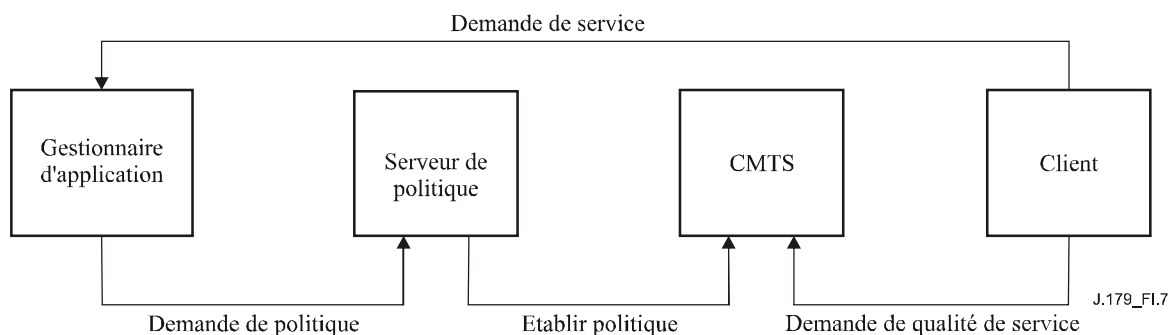 Demande de service
Gestionnaire
d'application
Serveur de
politique
CMTS
Client
Demande de politique
Etablir politique
Demande de qualité de service
J.179_FI.7